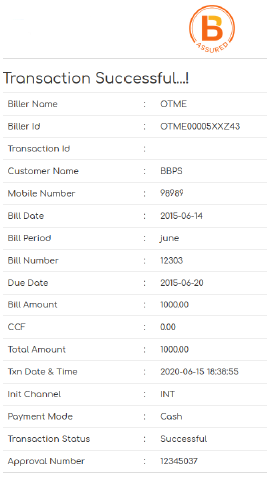 B
ASSURED
Transaction Successful...!
Biller Name : OTME
Biller Id : OTME00005XXZ43
Transaction Id :
Customer Name : BBPS
Mobile Number : 98989
Bill Date : 2015-06-14
Bill Period : june
Bill Number : 12303
Due Date : 2015-06-20
Bill Amount : 1000.00
CCF : 0.00
Total Amount : 1000.00
Txn Date & Time : 2020-06-15 18:38:55
Init Channel : INT
Payment Mode : Cash
Transaction Status : Successful
Approval Number : 12345037